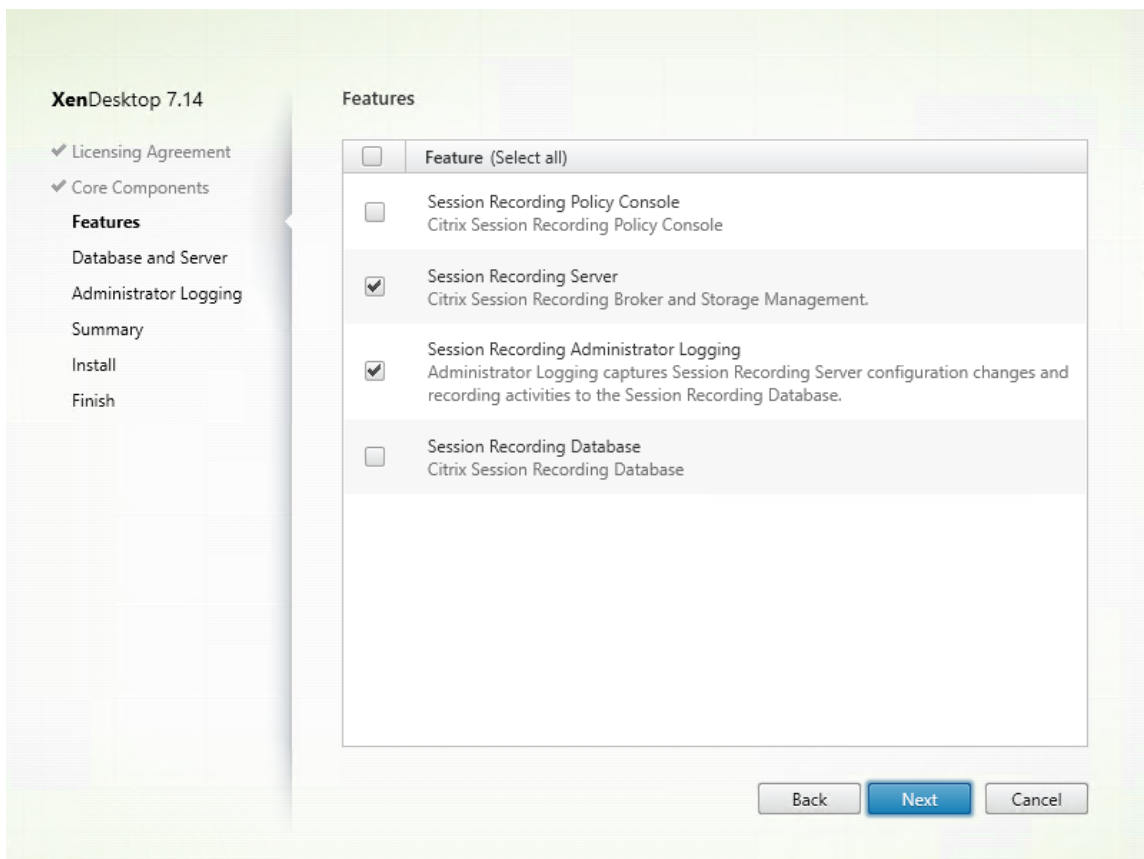 XenDesktop 7.14
Licensing Agreement
Core Components
Features
Database and Server
Administrator Logging
Summary
Install
Finish
Features
Feature (Select all)
Session Recording Policy Console
Citrix Session Recording Policy Console
Session Recording Server
Citrix Session Recording Broker and Storage Management.
Session Recording Administrator Logging
Administrator Logging captures Session Recording Server configuration changes and
recording activities to the Session Recording Database.
Session Recording Database
Citrix Session Recording Database
Back
Next
Cancel